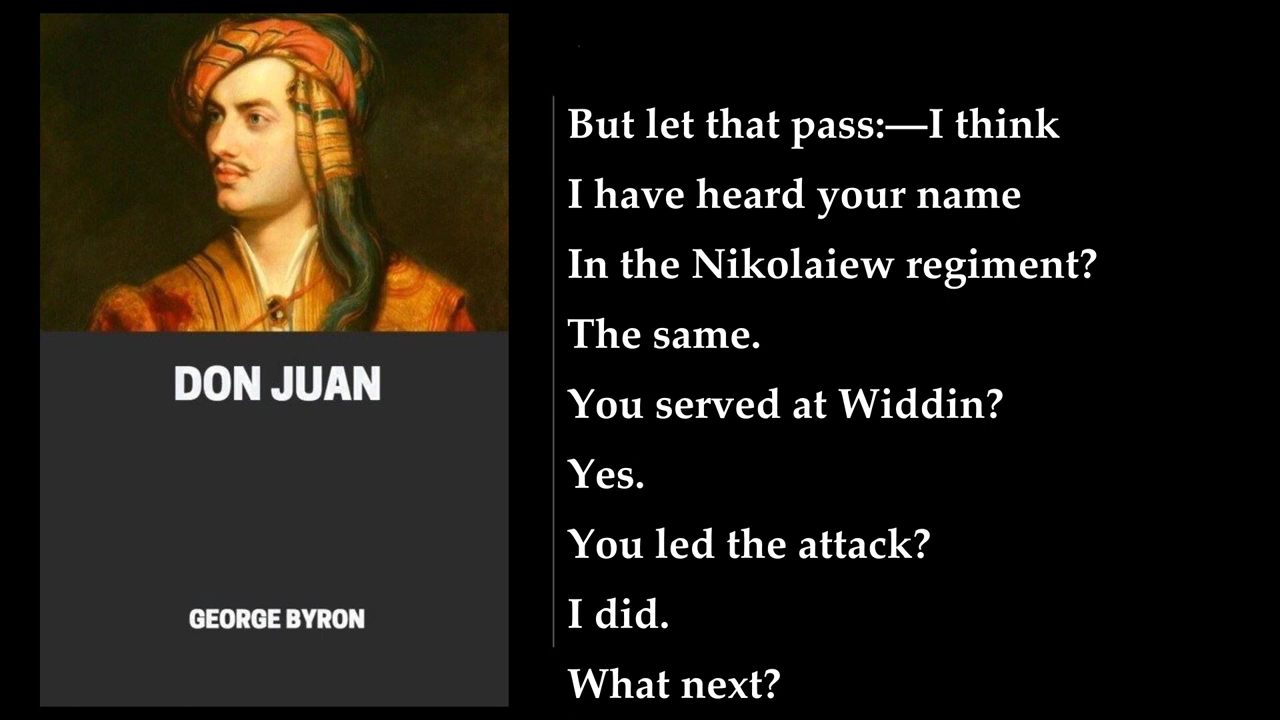 DON JUAN
GEORGE BYRON
But let that pass:—I think
I have heard your name
In the Nikolaiew regiment?
The same.
You served at Widdin?
Yes.
You led the attack?
I did.
What next?